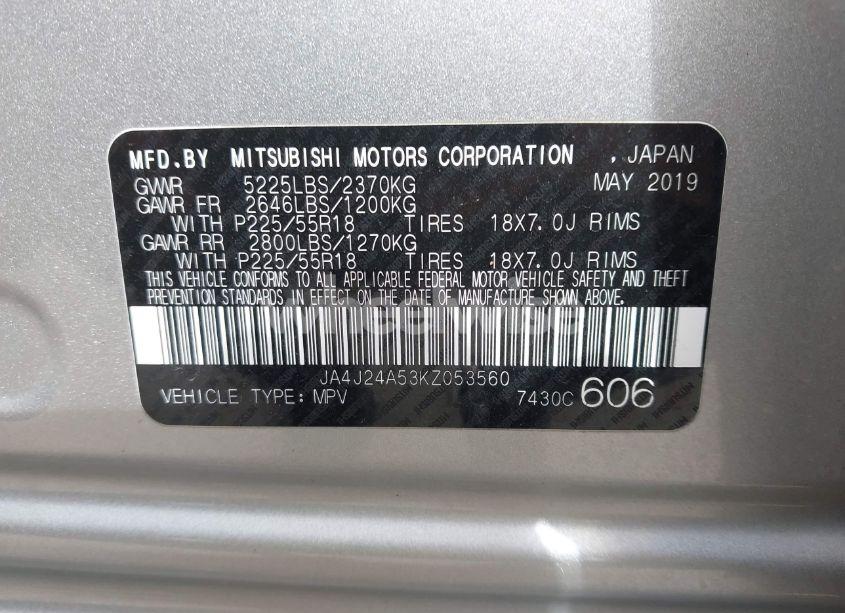 MFD.BY MITSUBISHI MOTORS CORPORATION , JAPAN
GVWR 5225LBS/2370KG MAY 2019
GAWR FR 2646LBS/1200KG
WITH P225/55R18 TIRES 18X7.0J RIMS
GAWR RR 2800LBS/1270KG
WITH P225/55R18 TIRES 18X7.0J RIMS
THIS VEHICLE CONFORMS TO ALL APPLICABLE FEDERAL MOTOR VEHICLE SAFETY AND THEFT
PREVENTION STANDARDS IN EFFECT ON THE DATE OF MANUFACTURE SHOWN ABOVE.
JA4J24A53KZ053560
VEHICLE TYPE: MPV 7430C 606